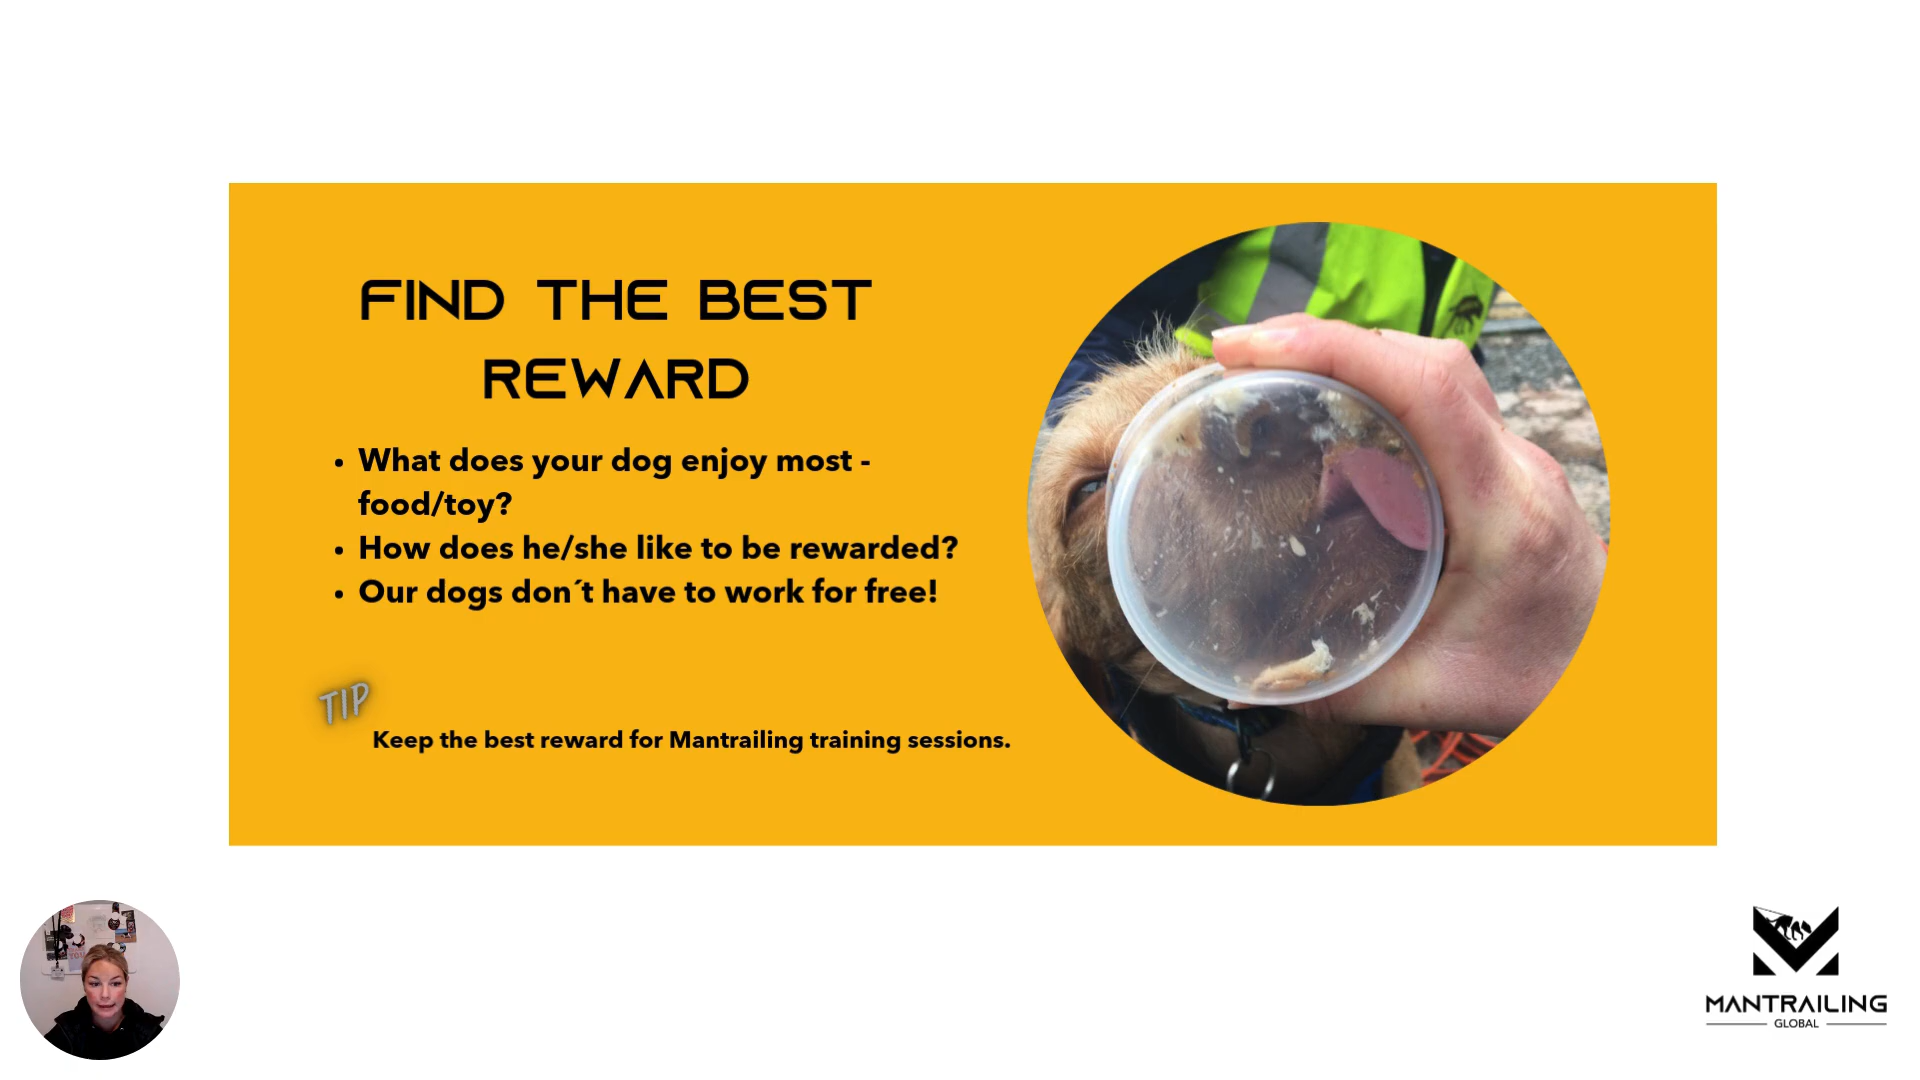 FIND THE BEST
REWARD
• What does your dog enjoy most -
food/toy?
• How does he/she like to be rewarded?
• Our dogs don´t have to work for free!
TIP
Keep the best reward for Mantrailing training sessions.
MANTRAILING
GLOBAL